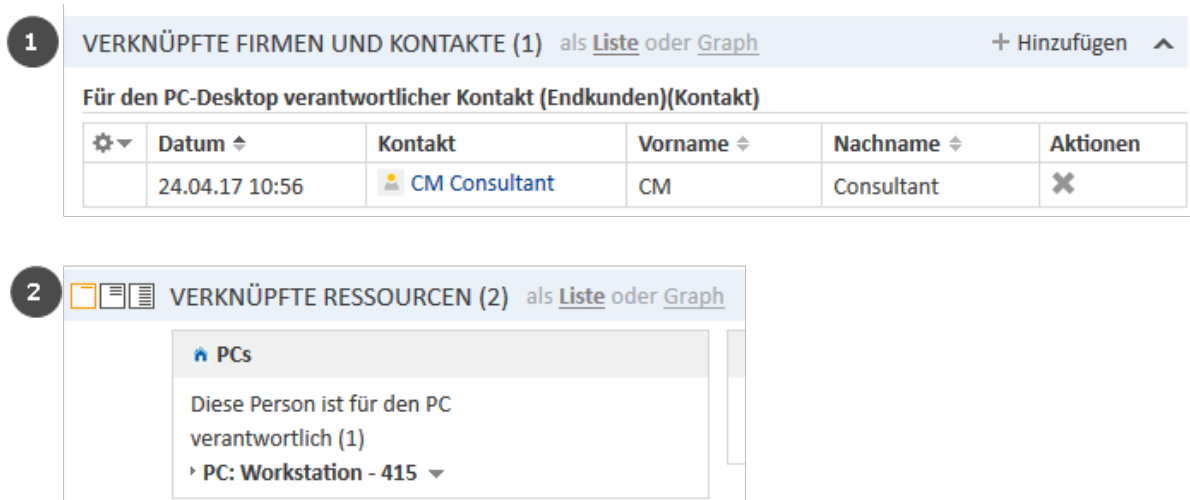 1
VERKNÜPFTE FIRMEN UND KONTAKTE (1) als Liste oder Graph + Hinzufügen
Für den PC-Desktop verantwortlicher Kontakt (Endkunden)(Kontakt)
Datum Kontakt Vorname Nachname Aktionen
24.04.17 10:56 CM Consultant CM Consultant
2
VERKNÜPFTE RESSOURCEN (2) als Liste oder Graph
PCs
Diese Person ist für den PC
verantwortlich (1)
PC: Workstation - 415